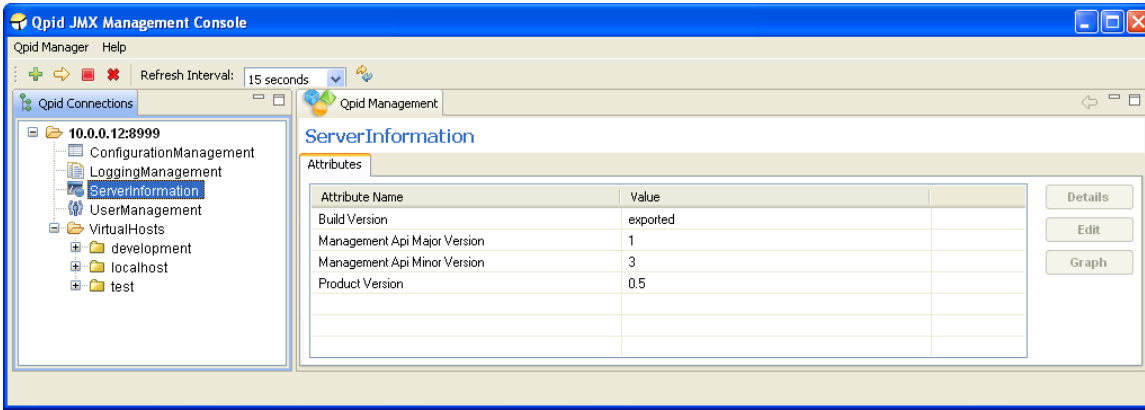 Qpid JMX Management Console
Qpid Manager Help
Refresh Interval: 15 seconds
Qpid Connections
Qpid Management
10.0.0.12:8999
ConfigurationManagement
LoggingManagement
ServerInformation
UserManagement
VirtualHosts
development
localhost
test
ServerInformation
Attributes
Attribute Name Value
Build Version exported
Management Api Major Version 1
Management Api Minor Version 3
Product Version 0.5
Details
Edit
Graph